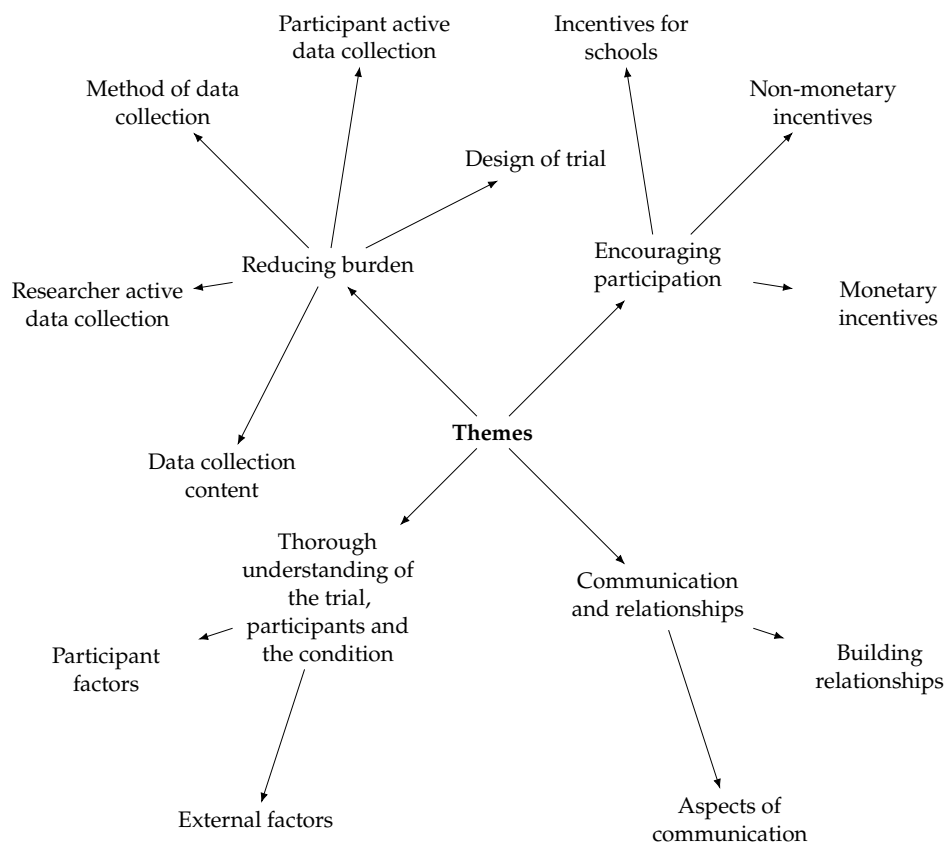 Participant active
data collection
Incentives for
schools
Method of data
collection
Non-monetary
incentives
Design of trial
Reducing burden
Encouraging
participation
Researcher active
data collection
Monetary
incentives
Themes
Data collection
content
Thorough
understanding of
the trial,
participants and
the condition
Communication
and relationships
Participant
factors
Building
relationships
External factors
Aspects of
communication